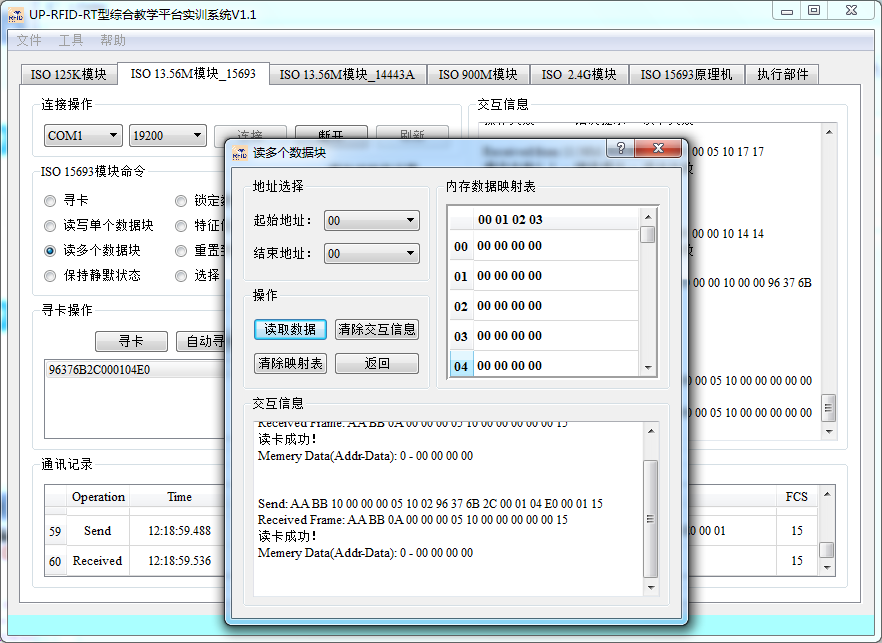 UP-RFID-RT型综合教学平台实训系统V1.1
文件 工具 帮助
ISO 125K模块 ISO 13.56M模块_15693 ISO 13.56M模块_14443A ISO 900M模块 ISO 2.4G模块 ISO 15693原理机 执行部件
连接操作
COM1 19200 连接 断开 刷新
ISO 15693模块命令
寻卡 锁定
读写单个数据块 特征
读多个数据块 重置
保持静默状态 选择
寻卡操作
寻卡 自动寻
96376B2C000104E0
通讯记录
Operation Time FCS
59 Send 12:18:59.488 0 00 01 15
60 Received 12:18:59.536 15
交互信息
00 05 10 17 17
00 00 10 14 14
00 00 10 00 00 96 37 6B
00 05 10 00 00 00 00
00 05 10 00 00 00 00
读多个数据块
地址选择
起始地址: 00
结束地址: 00
操作
读取数据 清除交互信息
清除映射表 返回
内存数据映射表
00 01 02 03
00 00 00 00 00
01 00 00 00 00
02 00 00 00 00
03 00 00 00 00
04 00 00 00 00
交互信息
Received Frame: AA BB 0A 00 00 00 05 10 00 00 00 00 00 15
读卡成功!
Memory Data(Addr-Data): 0 - 00 00 00 00
Send: AA BB 10 00 00 00 05 10 02 96 37 6B 2C 00 01 04 E0 00 01 15
Received Frame: AA BB 0A 00 00 00 05 10 00 00 00 00 00 15
读卡成功!
Memory Data(Addr-Data): 0 - 00 00 00 00